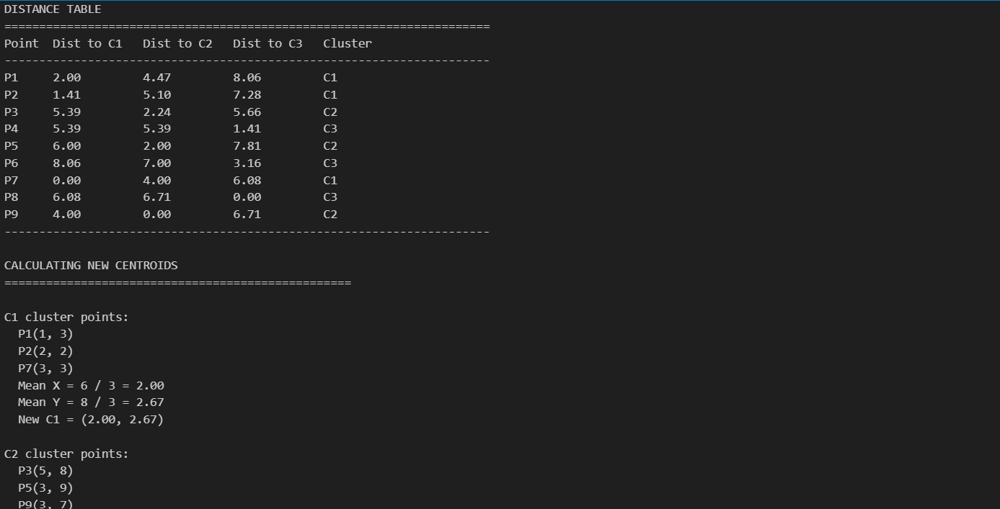 DISTANCE TABLE
=========================================================================
Point  Dist to C1   Dist to C2   Dist to C3   Cluster
----------------------------------------------------------------------
P1     2.00         4.47         8.06         C1
P2     1.41         5.10         7.28         C1
P3     5.39         2.24         5.66         C2
P4     5.39         5.39         1.41         C3
P5     6.00         2.00         7.81         C2
P6     8.06         7.00         3.16         C3
P7     0.00         4.00         6.08         C1
P8     6.08         6.71         0.00         C3
P9     4.00         0.00         6.71         C2
----------------------------------------------------------------------
CALCULATING NEW CENTROIDS
==================================================
C1 cluster points:
  P1(1, 3)
  P2(2, 2)
  P7(3, 3)
  Mean X = 6 / 3 = 2.00
  Mean Y = 8 / 3 = 2.67
  New C1 = (2.00, 2.67)
C2 cluster points:
  P3(5, 8)
  P5(3, 9)
  P9(3, 7)